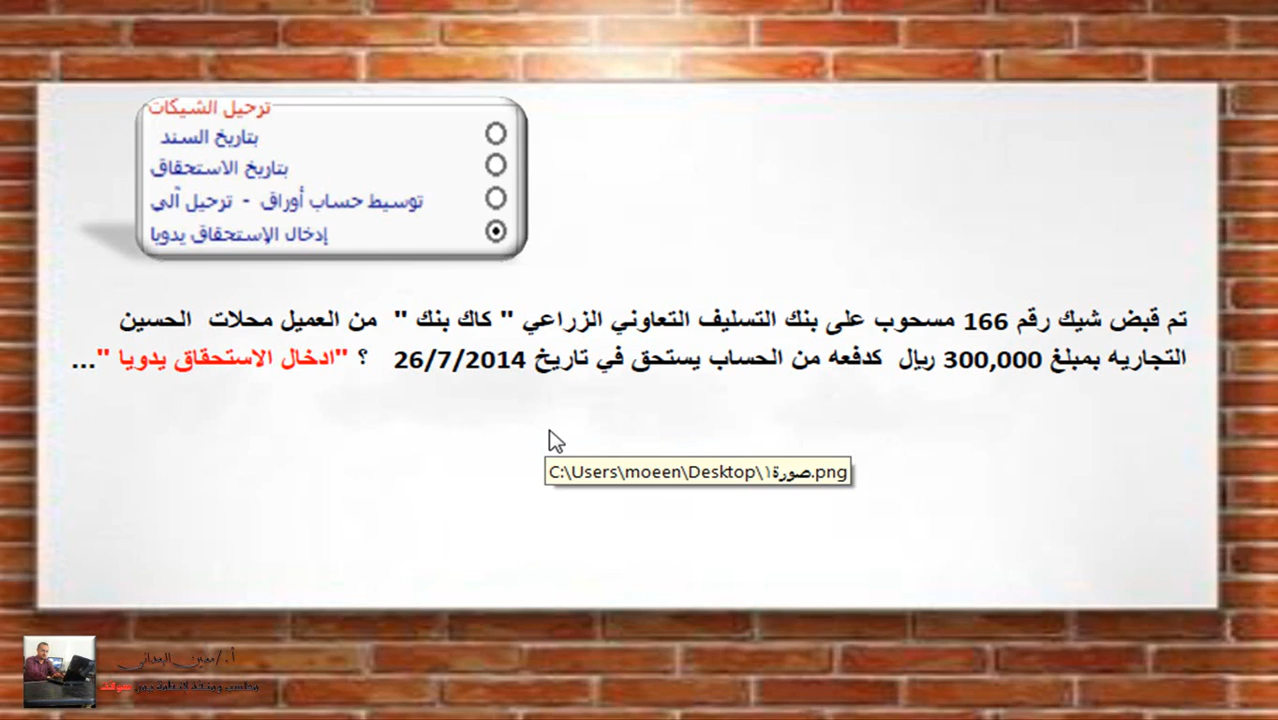 ترحيل الشيكات
بتاريخ السند
بتاريخ الاستحقاق
توسيط حساب أوراق - ترحيل آلي
إدخال الإستحقاق يدويا
تم قبض شيك رقم 166 مسحوب على بنك التسليف التعاوني الزراعي " كاك بنك " من العميل محلات الحسين
التجاريه بمبلغ 300,000 ريال كدفعه من الحساب يستحق في تاريخ 26/7/2014 ؟ "ادخال الاستحقاق يدويا "...
C:\Users\moeen\Desktop\صورة١.png
أ./معين